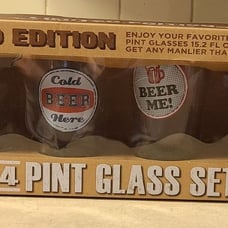 D EDITION
ENJOY YOUR FAVORITE
PINT GLASSES 15.2 FL O
GET ANY MANLIER THA
Cold
BEER
Here
BEER
ME!
4 PINT GLASS SET